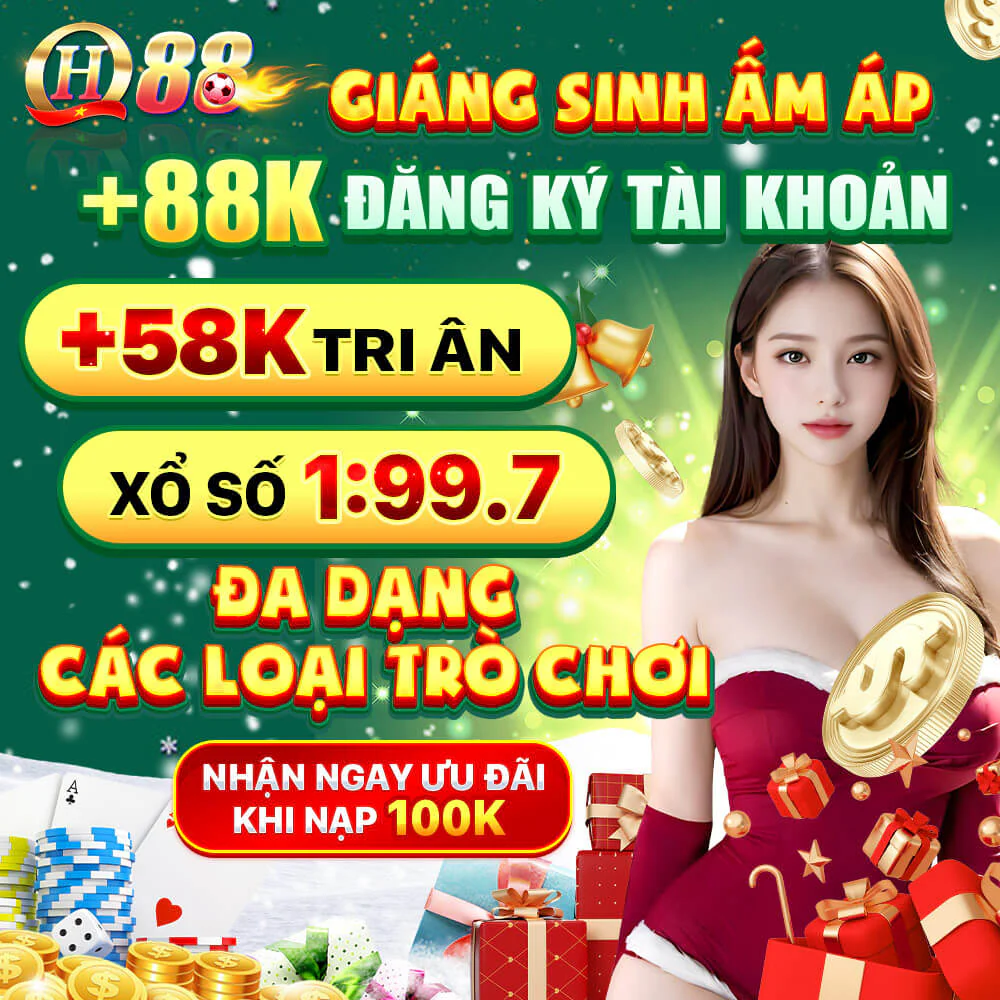 QH88
GIÁNG SINH ẤM ÁP
+88K ĐĂNG KÝ TÀI KHOẢN
+58K TRI ÂN
XỔ SỐ 1:99.7
ĐA DẠNG
CÁC LOẠI TRÒ CHƠI
NHẬN NGAY ƯU ĐÃI
KHI NẠP 100K
A